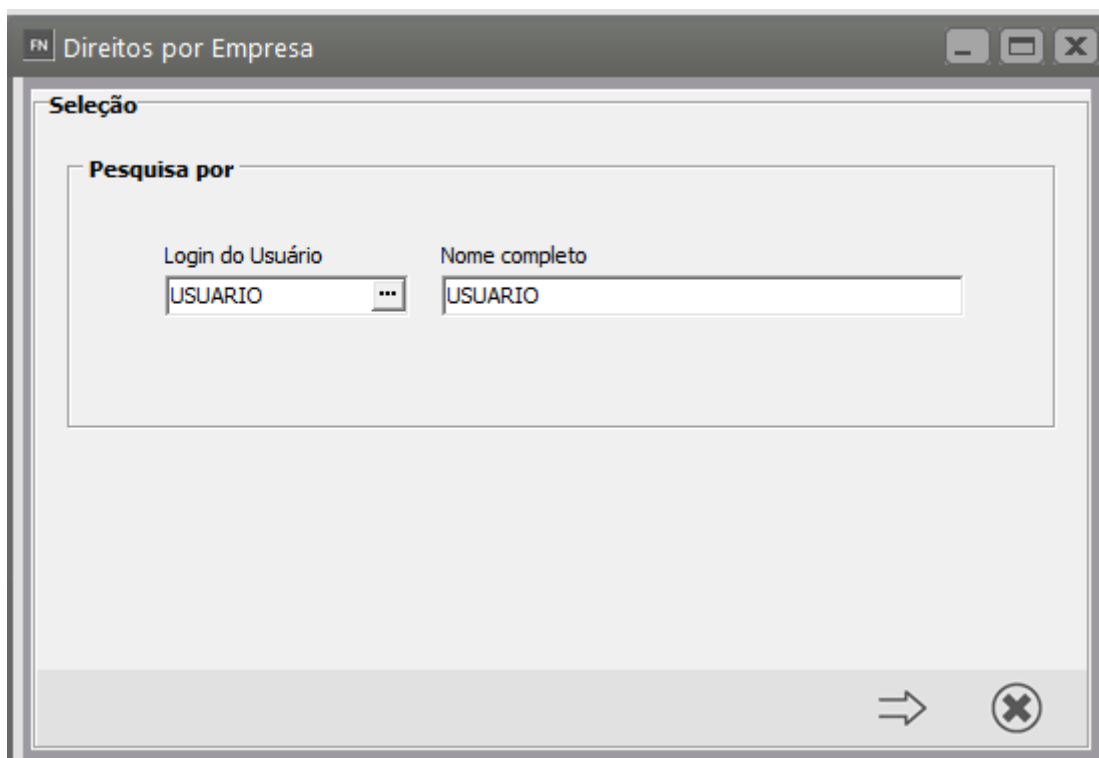 FN Direitos por Empresa
Seleção
Pesquisa por
Login do Usuário Nome completo
USUARIO ... USUARIO